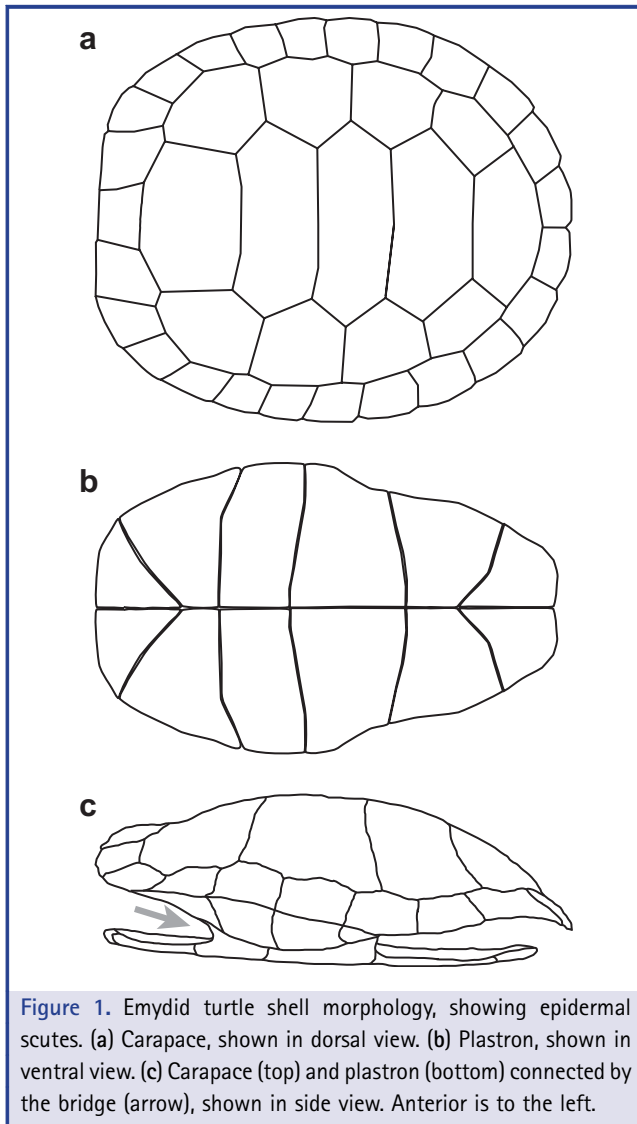 a
b
c
Figure 1. Emydid turtle shell morphology, showing epidermal
scutes. (a) Carapace, shown in dorsal view. (b) Plastron, shown in
ventral view. (c) Carapace (top) and plastron (bottom) connected by
the bridge (arrow), shown in side view. Anterior is to the left.